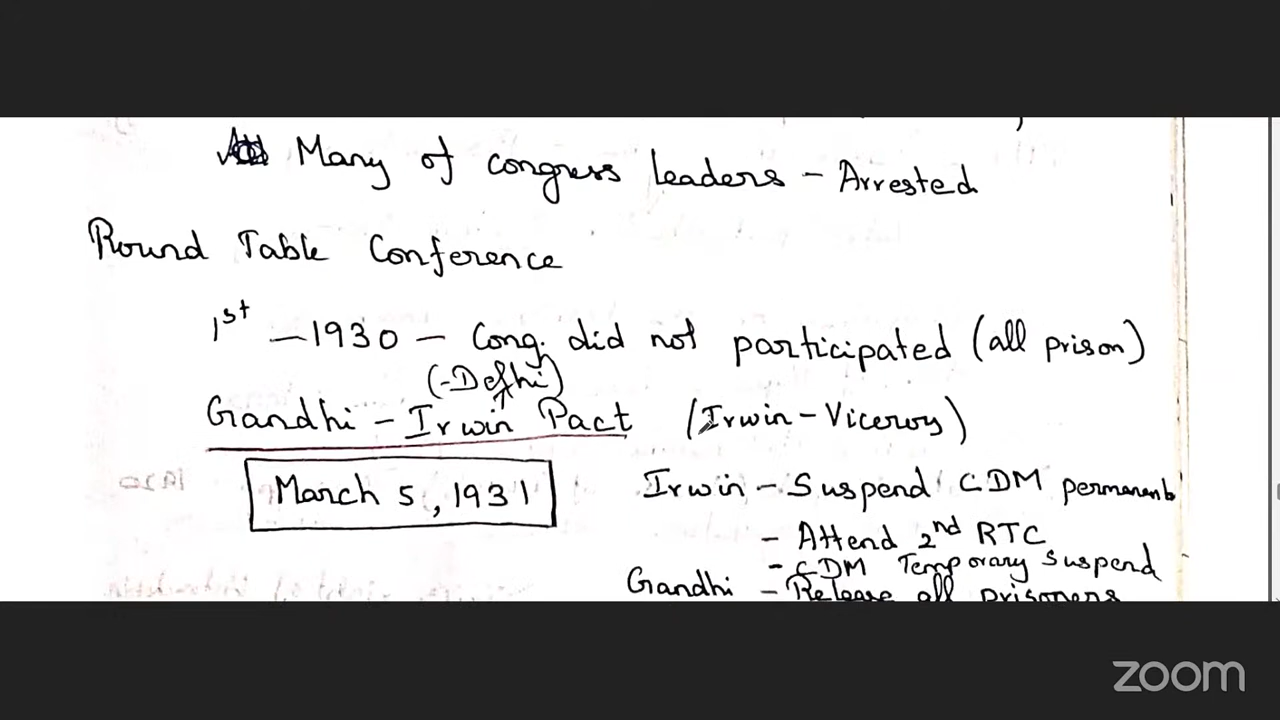 Many of congress leaders – Arrested
Round Table Conference
1st – 1930 – Cong. did not participated (all prison)
(-Delhi)
Gandhi – Irwin Pact (Irwin – Viceroy)
March 5, 1931
Irwin – Suspend CDM permanent
- Attend 2nd RTC
- CDM Temporary suspend
Gandhi – Release all prisoners
zoom